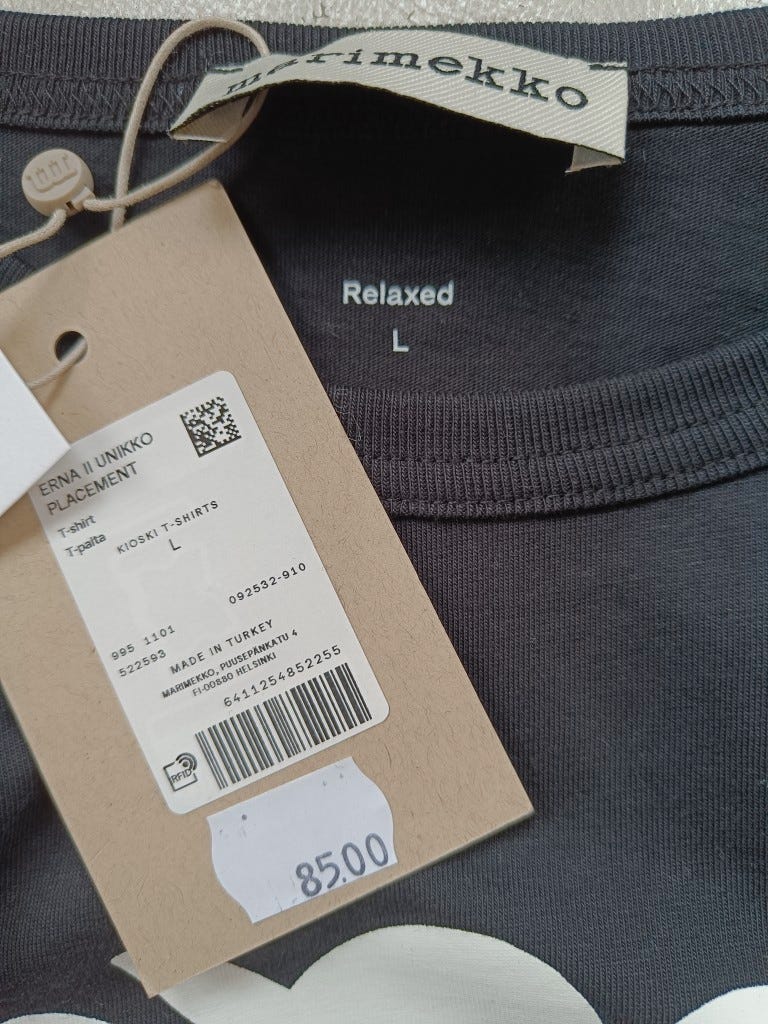 marimekko
Relaxed
L
ERNA II UNIKKO
PLACEMENT
T-shirt
T-paita
KIOSKI T-SHIRTS
L
092532-910
995 1101
522593
MADE IN TURKEY
MARIMEKKO, PUUSEPÄNKATU 4
FI-00880 HELSINKI
6411254852255
RFID
85.00